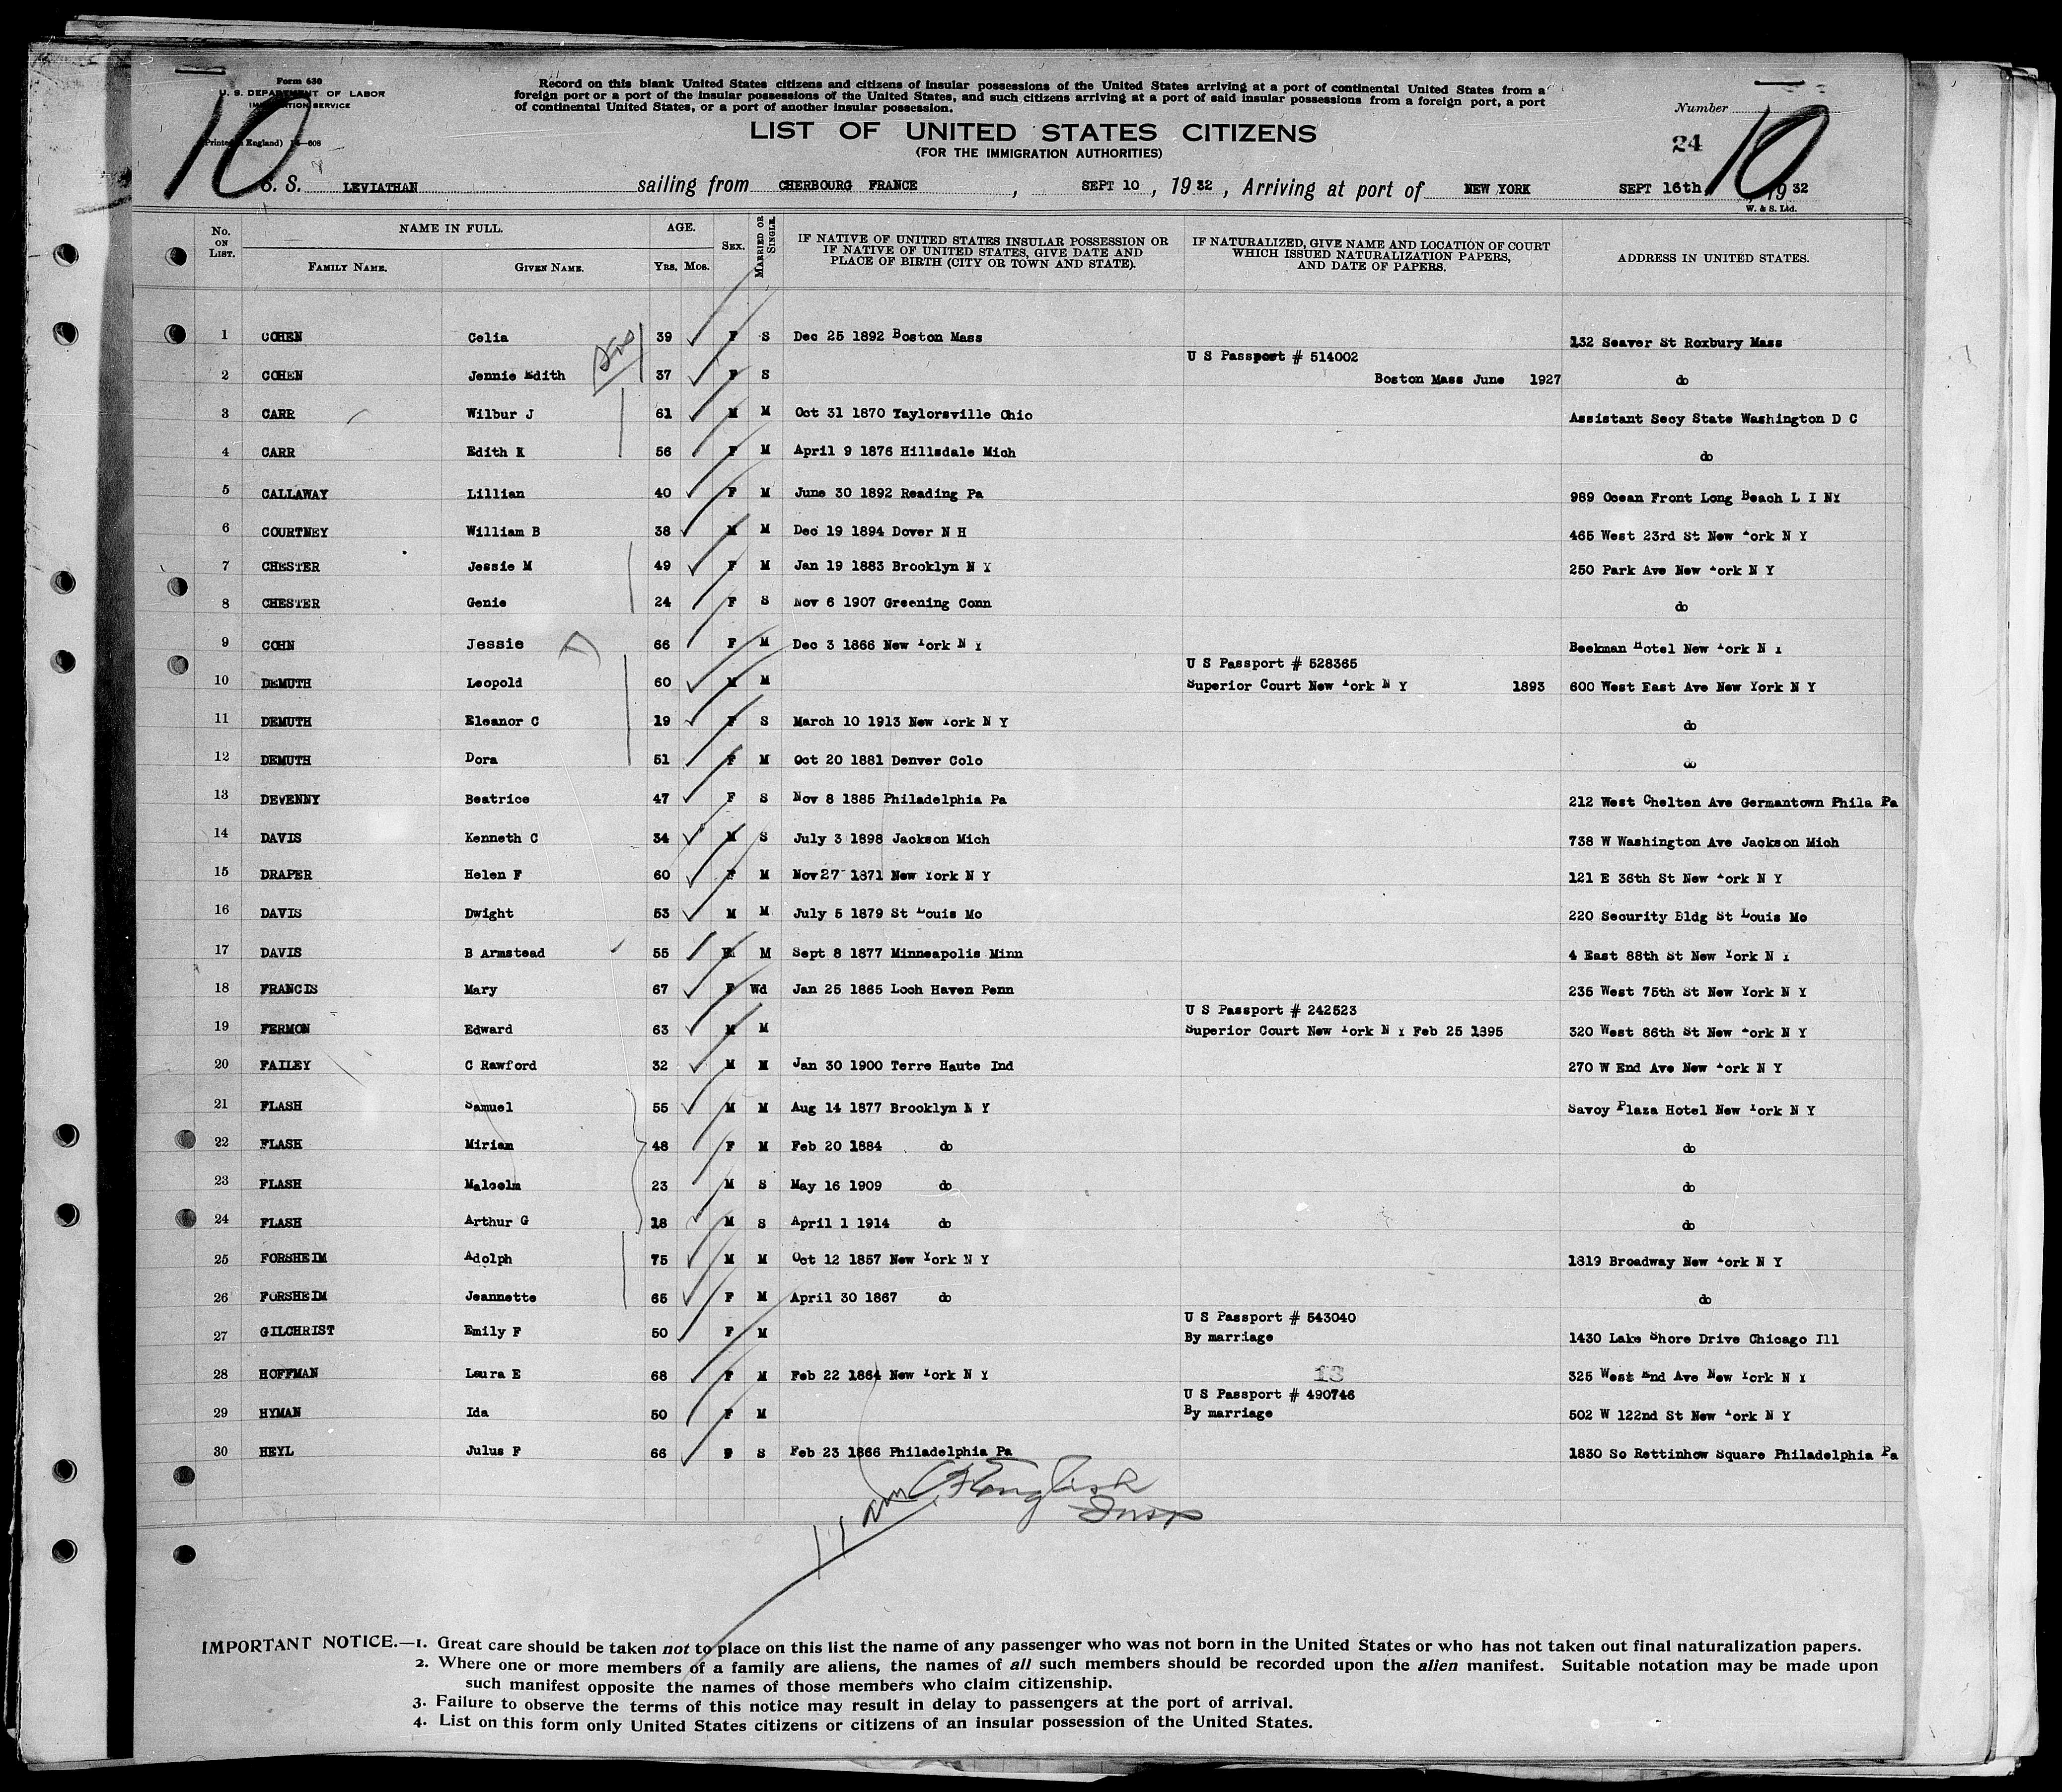 Form 630
U. S. DEPARTMENT OF LABOR
IMMIGRATION SERVICE
(Printed in England) 14—608
10
Record on this blank United States citizens and citizens of insular possessions of the United States arriving at a port of continental United States from a
foreign port or a port of the insular possessions of the United States, and such citizens arriving at a port of said insular possessions from a foreign port, a port
of continental United States, or a port of another insular possession.
LIST OF UNITED STATES CITIZENS
(FOR THE IMMIGRATION AUTHORITIES)
Number
24
10
S. S. LEVIATHAN sailing from CHERBOURG FRANCE, SEPT 10, 1932, Arriving at port of NEW YORK SEPT 16th, 1932
W. & S. Ltd.
No. ON LIST. NAME IN FULL. AGE. SEX. MARRIED OR SINGLE. IF NATIVE OF UNITED STATES INSULAR POSSESSION OR IF NATIVE OF UNITED STATES, GIVE DATE AND PLACE OF BIRTH (CITY OR TOWN AND STATE). IF NATURALIZED, GIVE NAME AND LOCATION OF COURT WHICH ISSUED NATURALIZATION PAPERS, AND DATE OF PAPERS. ADDRESS IN UNITED STATES.
FAMILY NAME. GIVEN NAME. YRS. MOS.
1 COHEN Celia 39 F S Dec 25 1892 Boston Mass 132 Seaver St Roxbury Mass
U S Passport # 514002
2 COHEN Jennie Edith 37 F S Boston Mass June 1927 do
3 CARR Wilbur J 61 M M Oct 31 1870 Taylorsville Ohio Assistant Secy State Washington D C
4 CARR Edith K 56 F M April 9 1876 Hillsdale Mich do
5 CALLAWAY Lillian 40 F M June 30 1892 Reading Pa 989 Ocean Front Long Beach L I NY
6 COURTNEY William B 38 M M Dec 19 1894 Dover N H 465 West 23rd St New York N Y
7 CHESTER Jessie M 49 F M Jan 19 1883 Brooklyn N Y 250 Park Ave New York N Y
8 CHESTER Genie 24 F S Nov 6 1907 Greening Conn do
9 COHN Jessie 66 F M Dec 3 1866 New York N Y Beekman Hotel New York N Y
U S Passport # 528365
10 DEMUTH Leopold 60 M M Superior Court New York N Y 1893 600 West East Ave New York N Y
11 DEMUTH Eleanor C 19 F S March 10 1913 New York N Y do
12 DEMUTH Dora 51 F M Oct 20 1881 Denver Colo do
13 DEVENNY Beatrice 47 F S Nov 8 1885 Philadelphia Pa 212 West Chelten Ave Germantown Phila Pa
14 DAVIS Kenneth C 34 M S July 3 1898 Jackson Mich 738 W Washington Ave Jackson Mich
15 DRAPER Helen F 60 F M Nov 27 1871 New York N Y 121 E 36th St New York N Y
16 DAVIS Dwight 53 M M July 5 1879 St Louis Mo 220 Security Bldg St Louis Mo
17 DAVIS B Armstead 55 M Sept 8 1877 Minneapolis Minn 4 East 88th St New York N Y
18 FRANCIS Mary 67 F Wd Jan 25 1865 Loch Haven Penn 235 West 75th St New York N Y
U S Passport # 242523
19 FERMON Edward 63 M M Superior Court New York N Y Feb 25 1895 320 West 86th St New York N Y
20 FAILEY C Rawford 32 M M Jan 30 1900 Terre Haute Ind 270 W End Ave New York N Y
21 FLASH Samuel 55 M M Aug 14 1877 Brooklyn N Y Savoy Plaza Hotel New York N Y
22 FLASH Miriam 48 F M Feb 20 1884 do do
23 FLASH Malcolm 23 M S May 16 1909 do do
24 FLASH Arthur G 18 M S April 1 1914 do do
25 FORSHEIM Adolph 75 M M Oct 12 1857 New York N Y 1819 Broadway New York N Y
26 FORSHEIM Jeannette 65 F M April 30 1867 do do
U S Passport # 543040
27 GILCHRIST Emily F 50 F M By marriage 1430 Lake Shore Drive Chicago Ill
13
28 HOFFMAN Laura E 68 F M Feb 22 1864 New York N Y 325 West End Ave New York N Y
U S Passport # 490746
29 HYMAN Ida 50 F M By marriage 502 W 122nd St New York N Y
30 HEYL Julus F 66 S Feb 23 1866 Philadelphia Pa 1830 So Rettinhow Square Philadelphia Pa
English
Insp
IMPORTANT NOTICE.—1. Great care should be taken not to place on this list the name of any passenger who was not born in the United States or who has not taken out final naturalization papers.
2. Where one or more members of a family are aliens, the names of all such members should be recorded upon the alien manifest. Suitable notation may be made upon
such manifest opposite the names of those members who claim citizenship.
3. Failure to observe the terms of this notice may result in delay to passengers at the port of arrival.
4. List on this form only United States citizens or citizens of an insular possession of the United States.